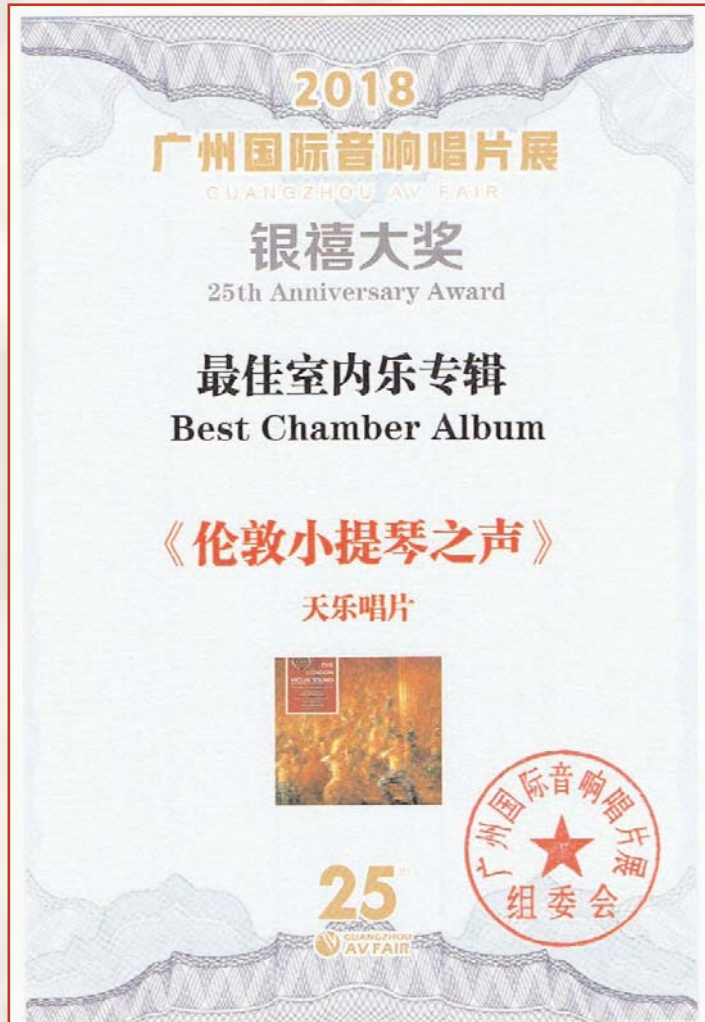 2018
广州国际音响唱片展
GUANGZHOU AV FAIR
银禧大奖
25th Anniversary Award
最佳室内乐专辑
Best Chamber Album
《伦敦小提琴之声》
天乐唱片
THE
LONDON
VIOLIN SOUND
广州国际音响唱片展
组委会
25th
GUANGZHOU
AV FAIR